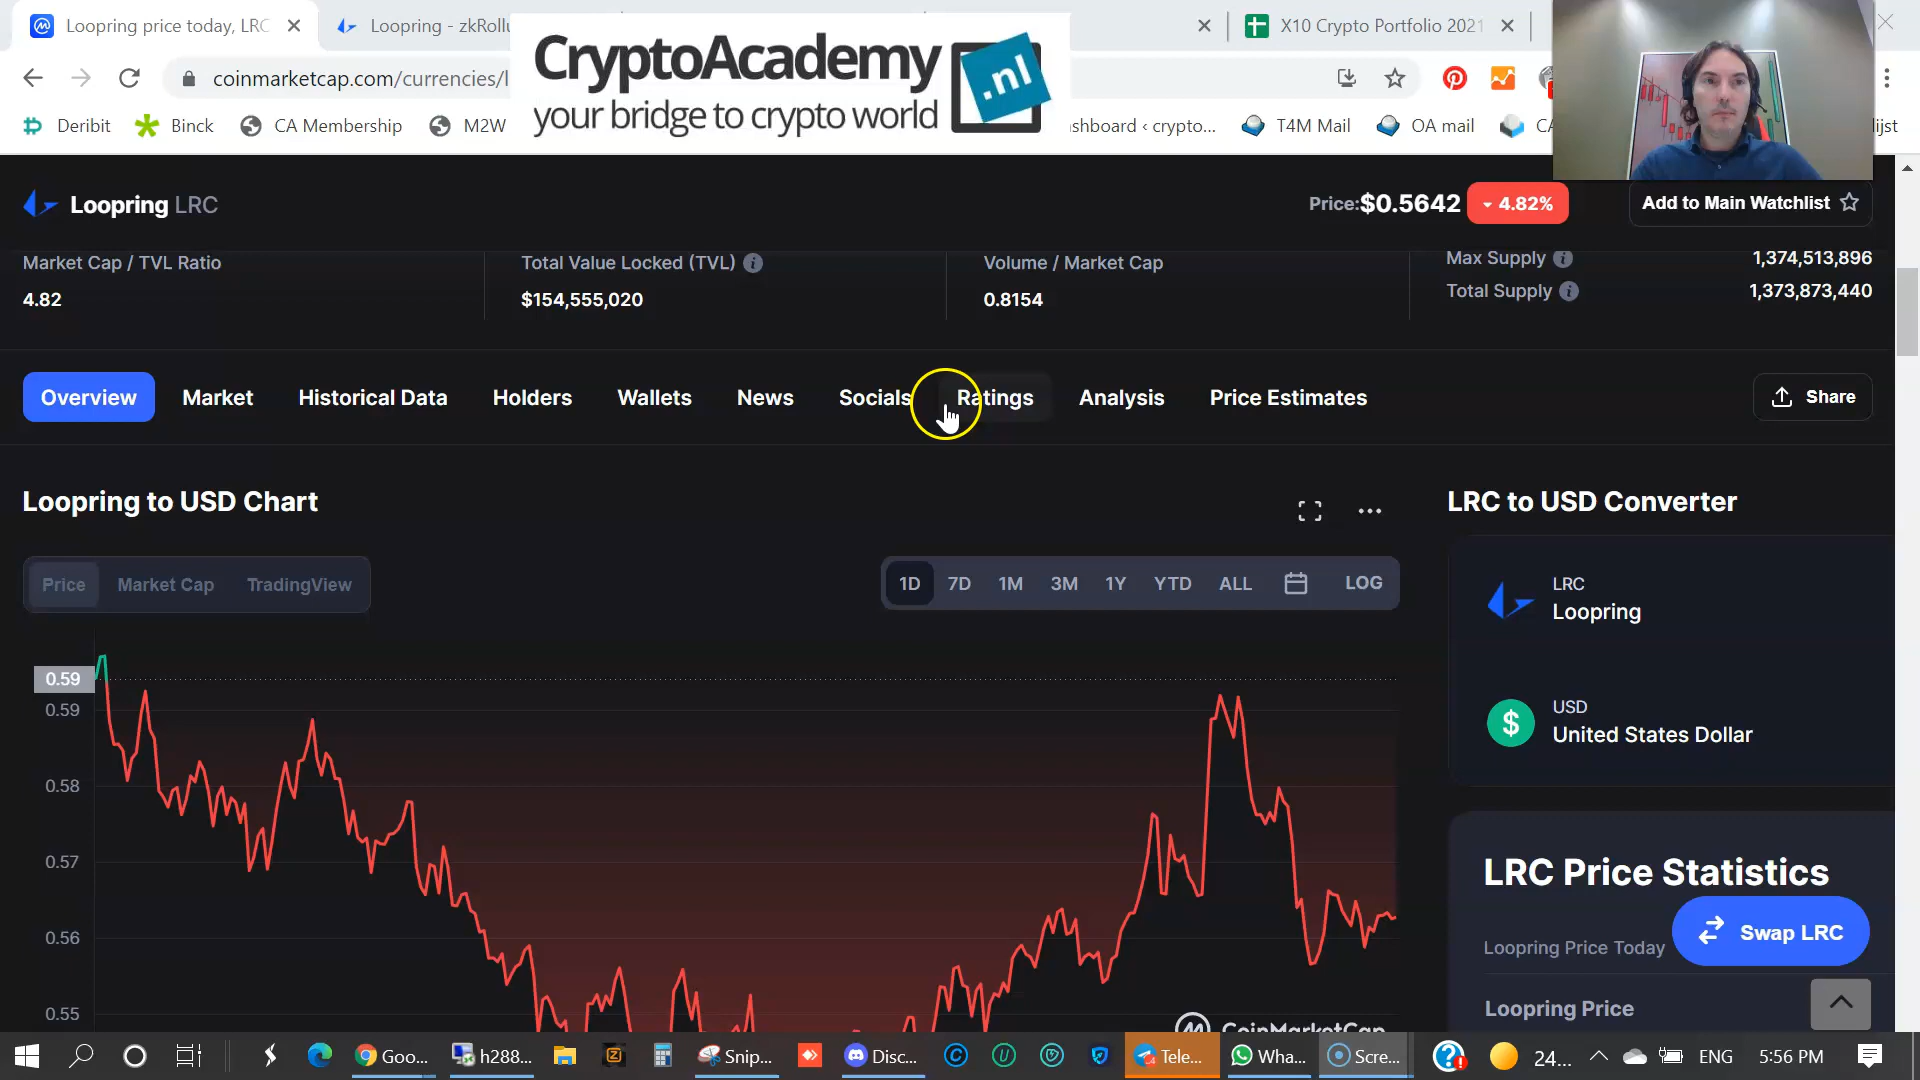 Loopring price today, LRC
Loopring - zkRollu
X10 Crypto Portfolio 2021
CryptoAcademy
.nl
your bridge to crypto world
coinmarketcap.com/currencies/l
Deribit
Binck
CA Membership
M2W
shboard ‹ crypto...
T4M Mail
OA mail
CA
lijst
Loopring LRC
Price:$0.5642
4.82%
Add to Main Watchlist
Market Cap / TVL Ratio
4.82
Total Value Locked (TVL)
$154,555,020
Volume / Market Cap
0.8154
Max Supply
1,374,513,896
Total Supply
1,373,873,440
Overview
Market
Historical Data
Holders
Wallets
News
Socials
Ratings
Analysis
Price Estimates
Share
Loopring to USD Chart
LRC to USD Converter
Price
Market Cap
TradingView
1D
7D
1M
3M
1Y
YTD
ALL
LOG
LRC
Loopring
USD
United States Dollar
0.59
0.59
0.58
0.57
0.56
0.55
CoinMarketCap
LRC Price Statistics
Loopring Price Today
Swap LRC
Loopring Price
Goo...
h288...
Snip...
Disc...
Tele...
Wha...
Scre...
24...
ENG
5:56 PM